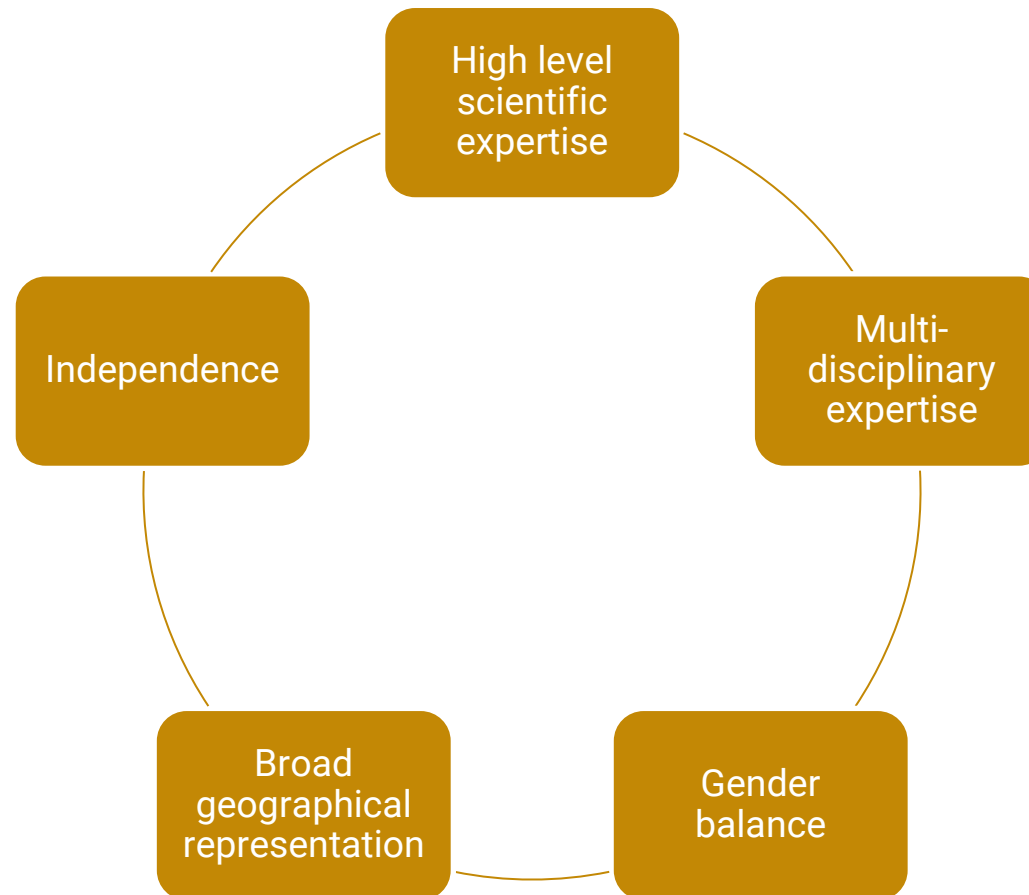 High level
scientific
expertise
Multi-
disciplinary
expertise
Gender
balance
Broad
geographical
representation
Independence